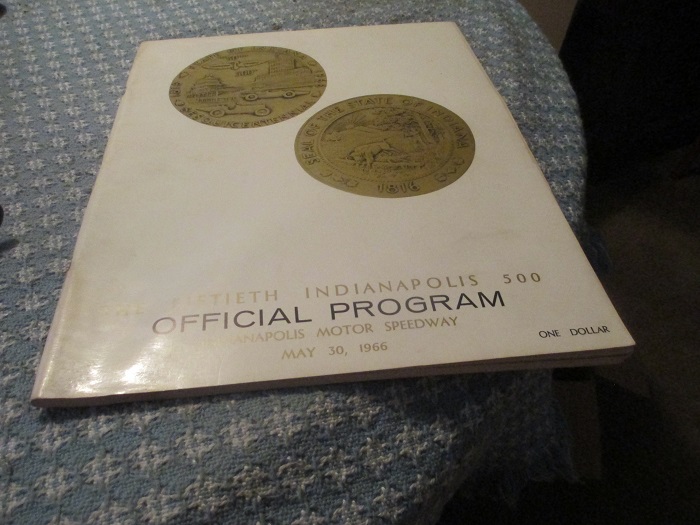 SEAL OF THE STATE OF INDIANA
1816
FIFTIETH INDIANAPOLIS 500
OFFICIAL PROGRAM
INDIANAPOLIS MOTOR SPEEDWAY
MAY 30, 1966
ONE DOLLAR